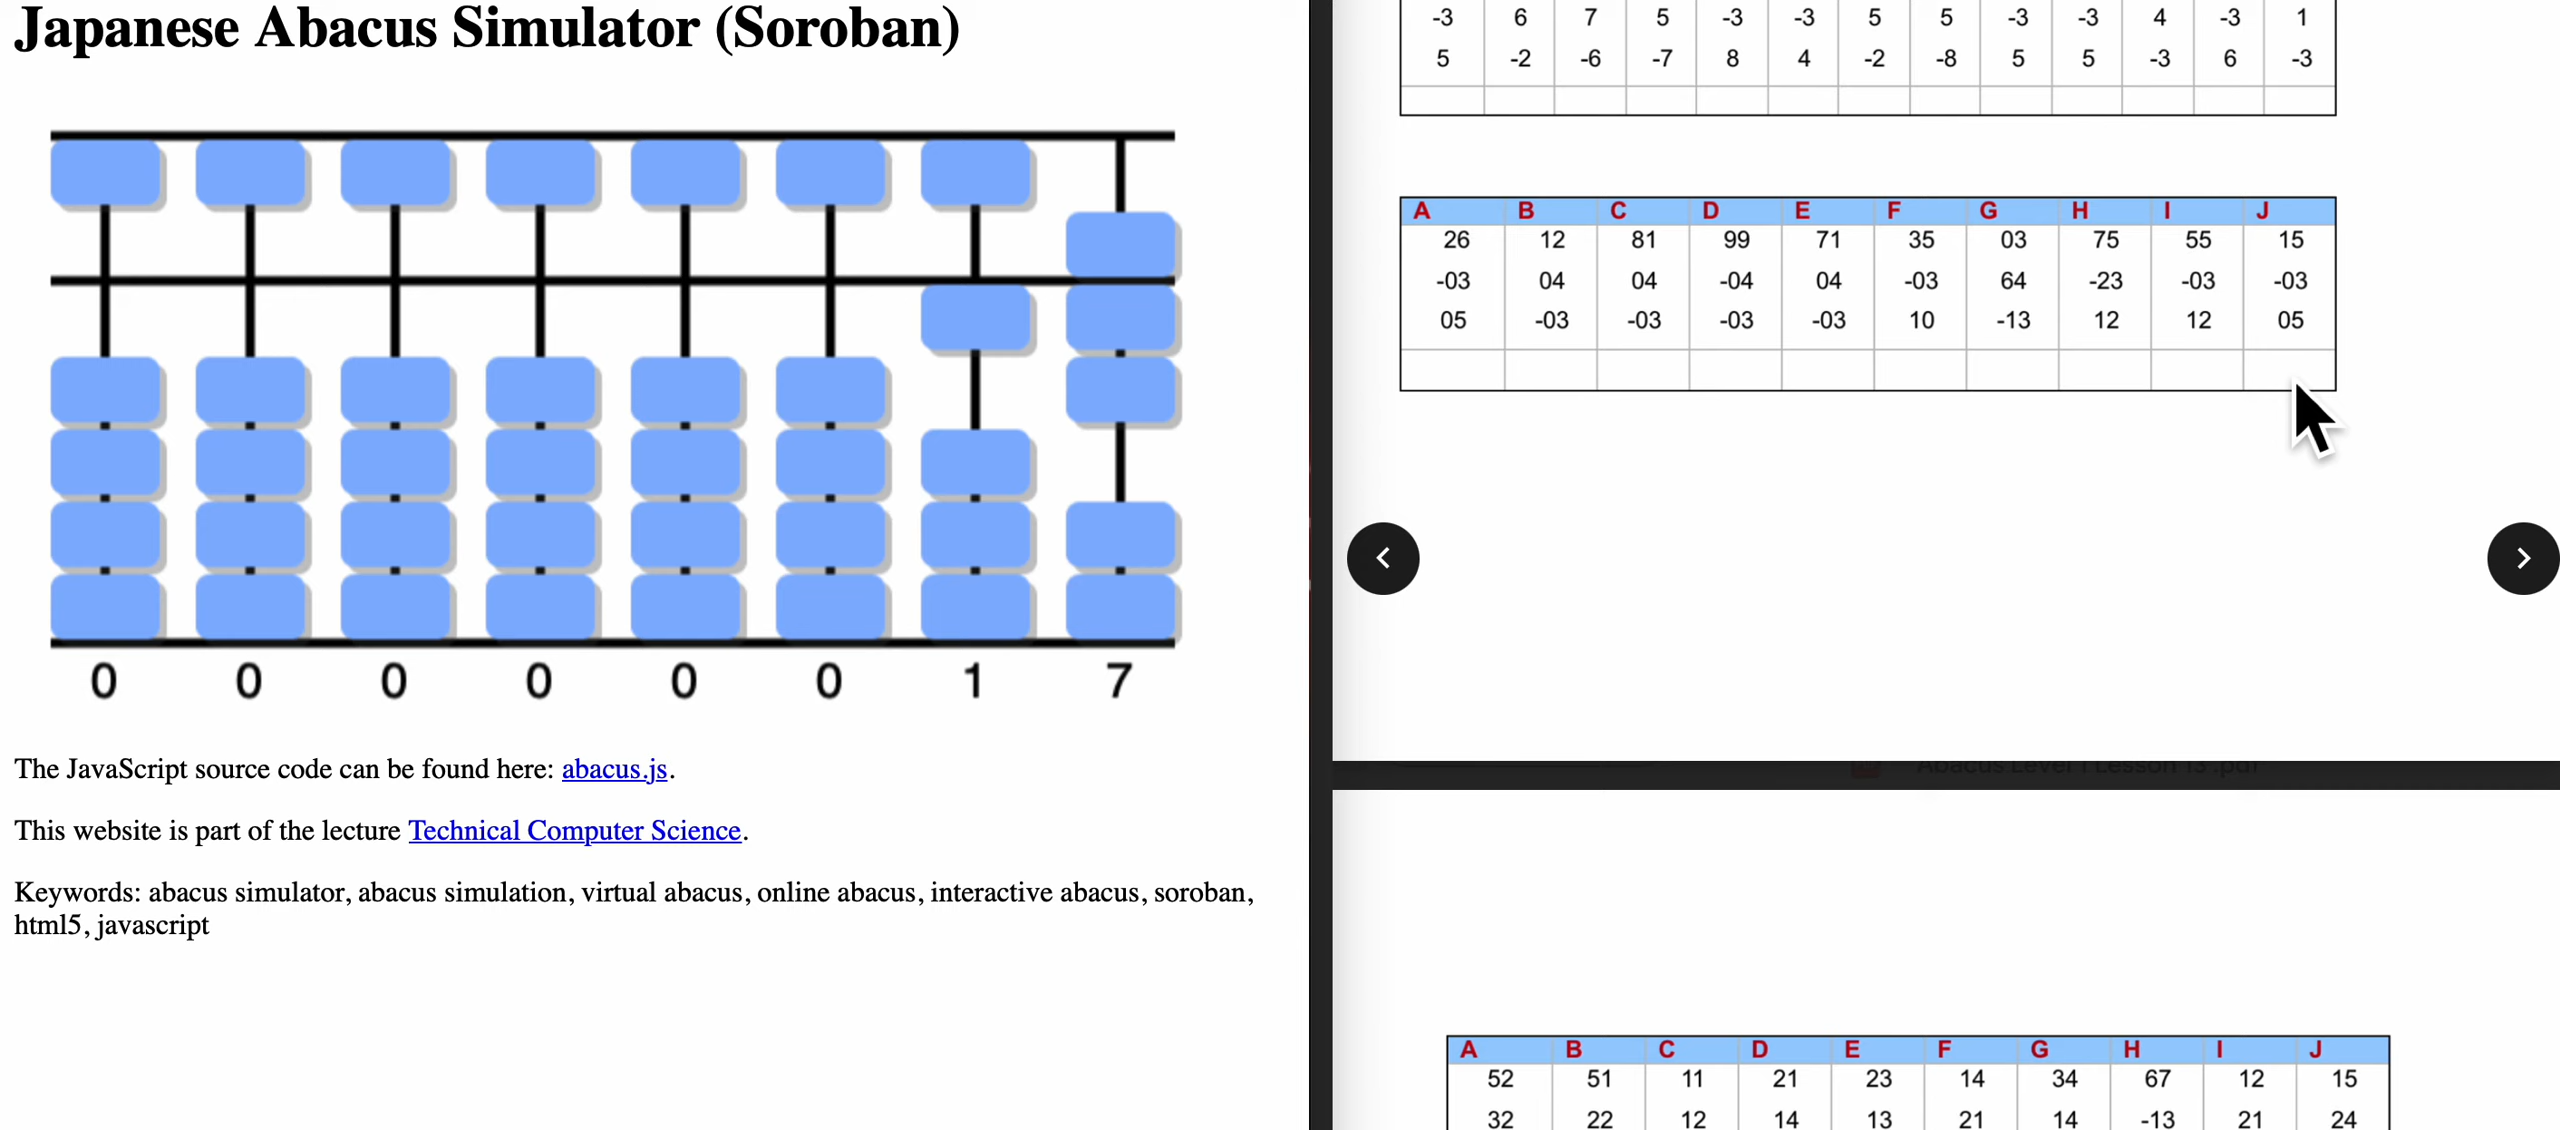 Japanese Abacus Simulator (Soroban)
0 0 0 0 0 0 1 7
The JavaScript source code can be found here: abacus.js.
This website is part of the lecture Technical Computer Science.
Keywords: abacus simulator, abacus simulation, virtual abacus, online abacus, interactive abacus, soroban,
html5, javascript
-3 6 7 5 -3 -3 5 5 -3 -3 4 -3 1
5 -2 -6 -7 8 4 -2 -8 5 5 -3 6 -3
A B C D E F G H I J
26 12 81 99 71 35 03 75 55 15
-03 04 04 -04 04 -03 64 -23 -03 -03
05 -03 -03 -03 -03 10 -13 12 12 05
Abacus Level 1 Lesson 13 .pdf
A B C D E F G H I J
52 51 11 21 23 14 34 67 12 15
32 22 12 14 13 21 14 -13 21 24